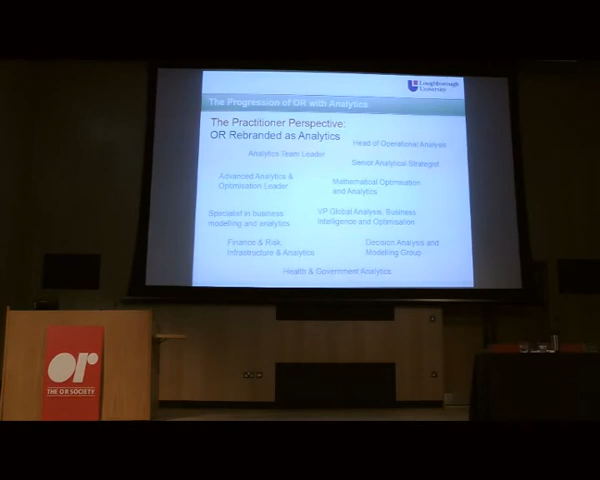 Loughborough
University
The Progression of OR with Analytics
The Practitioner Perspective:
OR Rebranded as Analytics
Head of Operational Analysis
Analytics Team Leader
Senior Analytical Strategist
Advanced Analytics &
Optimisation Leader
Mathematical Optimisation
and Analytics
Specialist in business
modelling and analytics
VP Global Analysis, Business
Intelligence and Optimisation
Finance & Risk,
Infrastructure & Analytics
Decision Analysis and
Modelling Group
Health & Government Analytics
or
THE OR SOCIETY